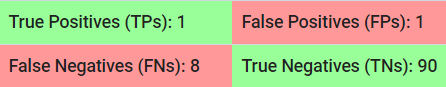 True Positives (TPs): 1
False Positives (FPs): 1
False Negatives (FNs): 8
True Negatives (TNs): 90